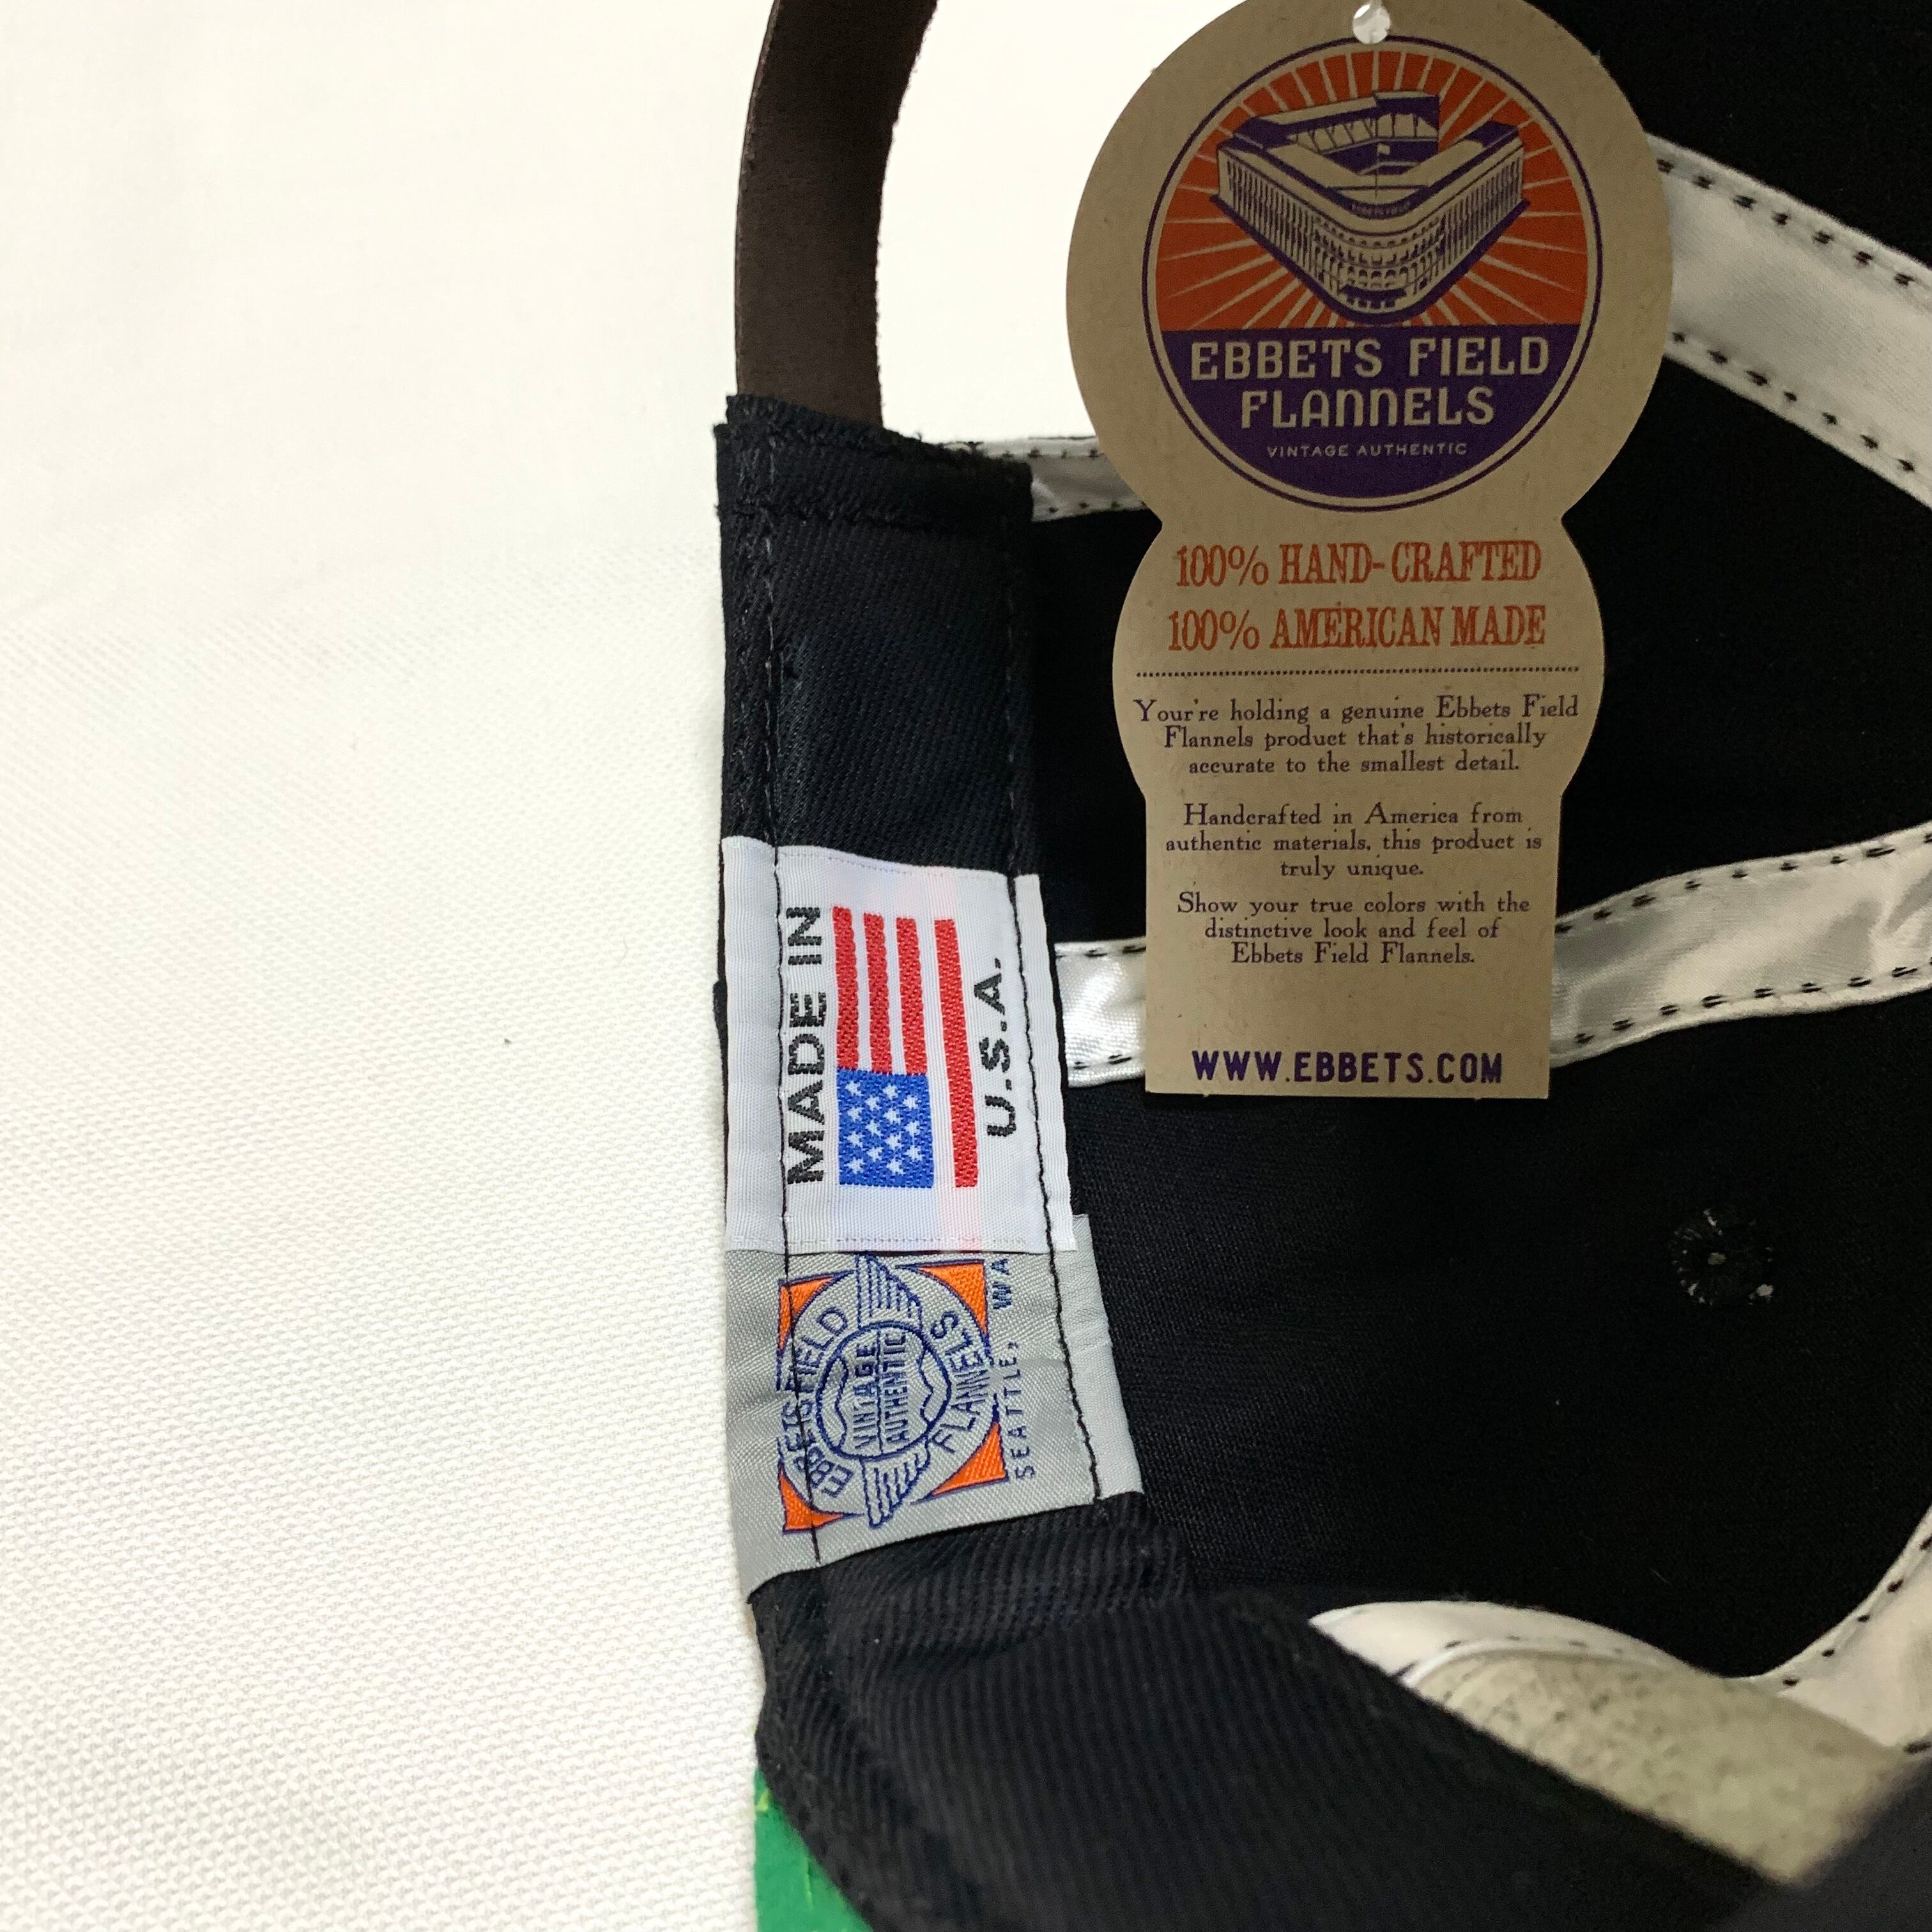 EBBETS FIELD
FLANNELS
VINTAGE AUTHENTIC
100% HAND-CRAFTED
100% AMERICAN MADE
Your're holding a genuine Ebbets Field
Flannels product that's historically
accurate to the smallest detail.
Handcrafted in America from
authentic materials, this product is
truly unique.
Show your true colors with the
distinctive look and feel of
Ebbets Field Flannels.
WWW.EBBETS.COM
MADE IN
U.S.A.
EBBETS FIELD
VINTAGE
AUTHENTIC
FLANNELS
SEATTLE, WA